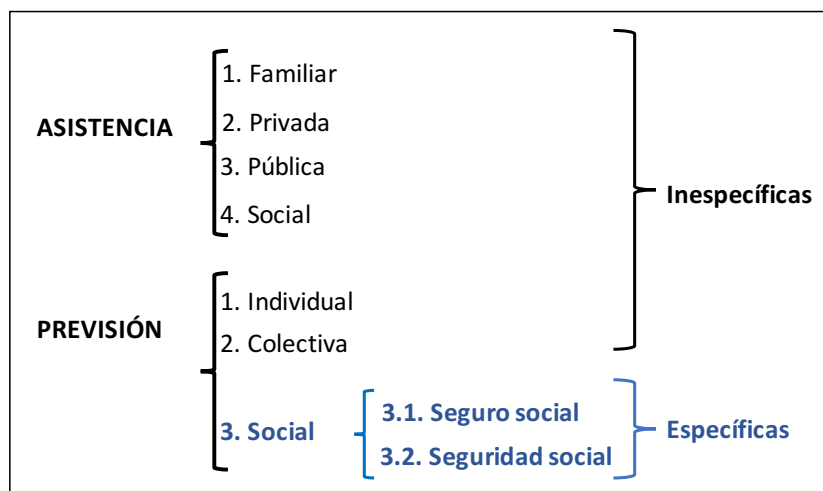 1. Familiar
ASISTENCIA
2. Privada
3. Pública
4. Social
Inespecíficas
PREVISIÓN
1. Individual
2. Colectiva
3. Social
3.1. Seguro social
3.2. Seguridad social
Específicas